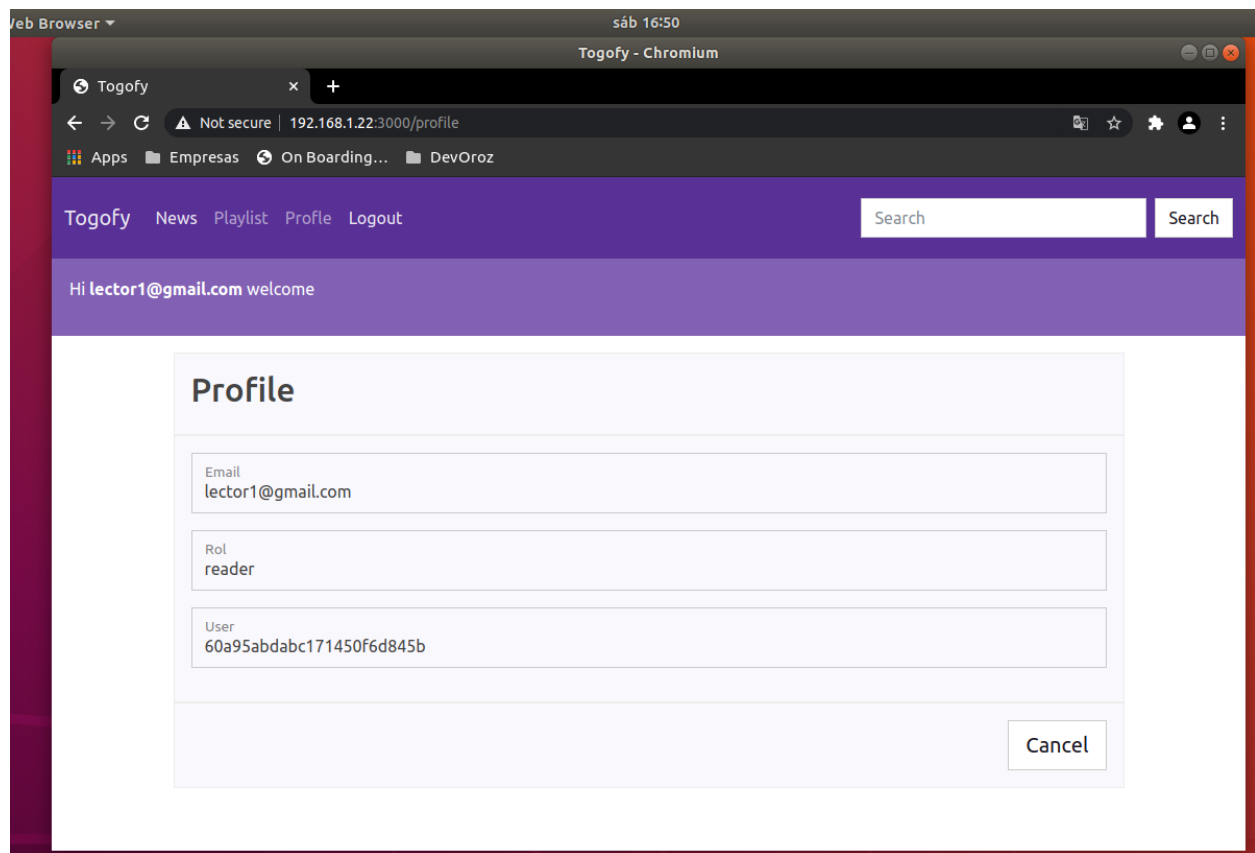 Web Browser
sáb 16:50
Togofy - Chromium
Togofy
Not secure | 192.168.1.22:3000/profile
Apps Empresas On Boarding... DevOroz
Togofy News Playlist Profle Logout Search Search
Hi lector1@gmail.com welcome
Profile
Email
lector1@gmail.com
Rol
reader
User
60a95abdabc171450f6d845b
Cancel